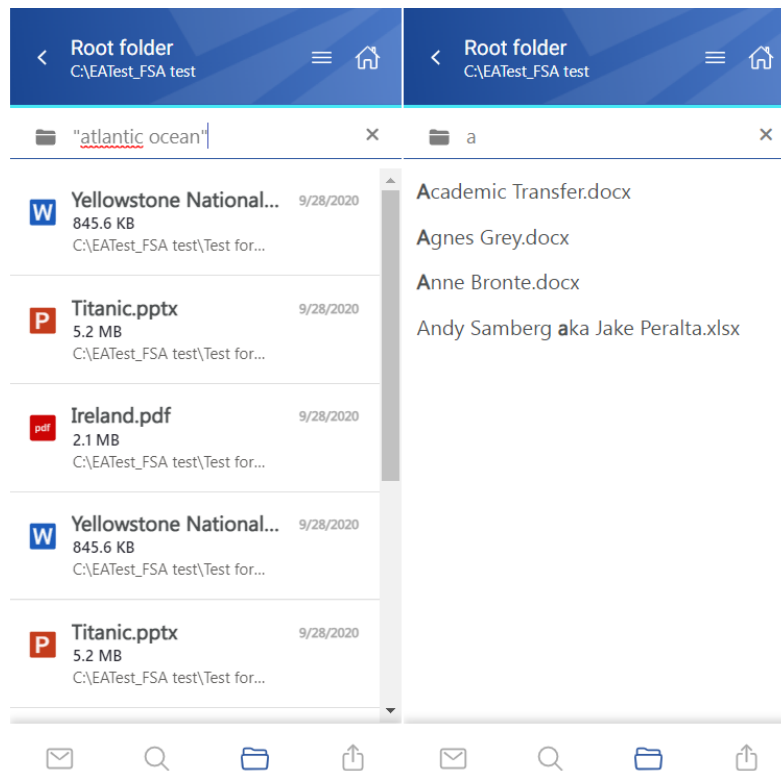 Root folder
C:\EATest_FSA test
"atlantic ocean"
W
Yellowstone National...
9/28/2020
845.6 KB
C:\EATest_FSA test\Test for...
P
Titanic.pptx
9/28/2020
5.2 MB
C:\EATest_FSA test\Test for...
pdf
Ireland.pdf
9/28/2020
2.1 MB
C:\EATest_FSA test\Test for...
W
Yellowstone National...
9/28/2020
845.6 KB
C:\EATest_FSA test\Test for...
P
Titanic.pptx
9/28/2020
5.2 MB
C:\EATest_FSA test\Test for...
Root folder
C:\EATest_FSA test
a
Academic Transfer.docx
Agnes Grey.docx
Anne Bronte.docx
Andy Samberg aka Jake Peralta.xlsx